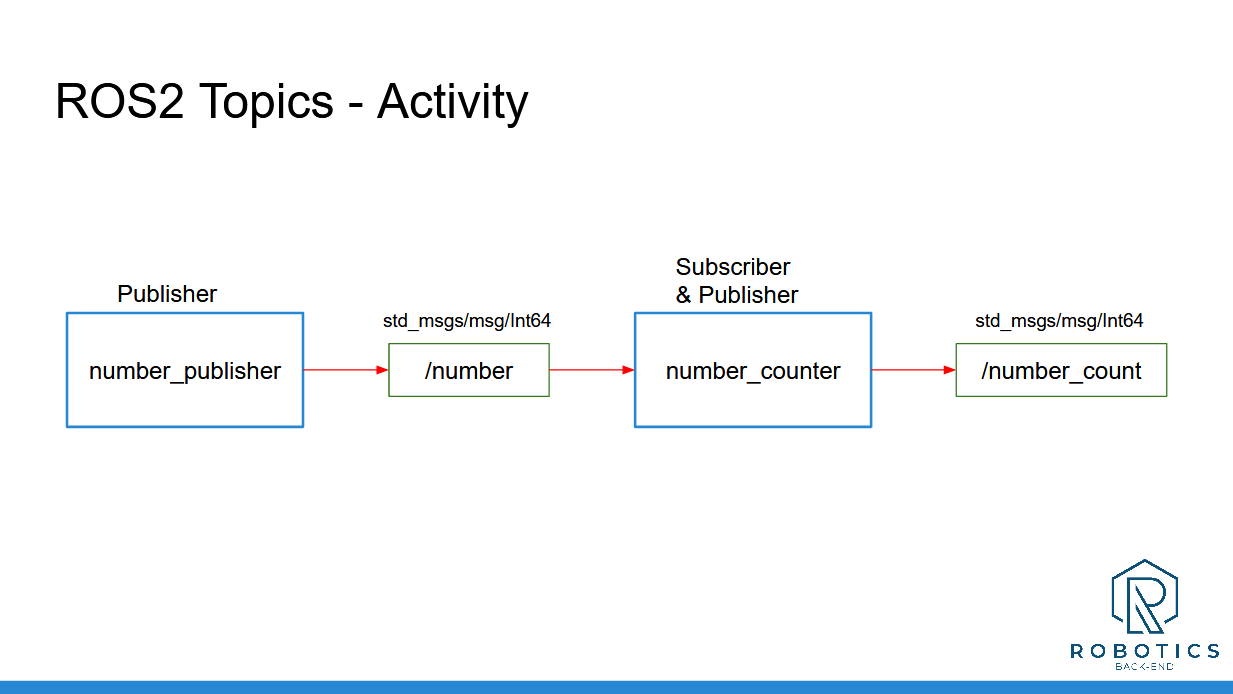 ROS2 Topics - Activity
Publisher
number_publisher
std_msgs/msg/Int64
/number
Subscriber
& Publisher
number_counter
std_msgs/msg/Int64
/number_count
ROBOTICS
BACK-END